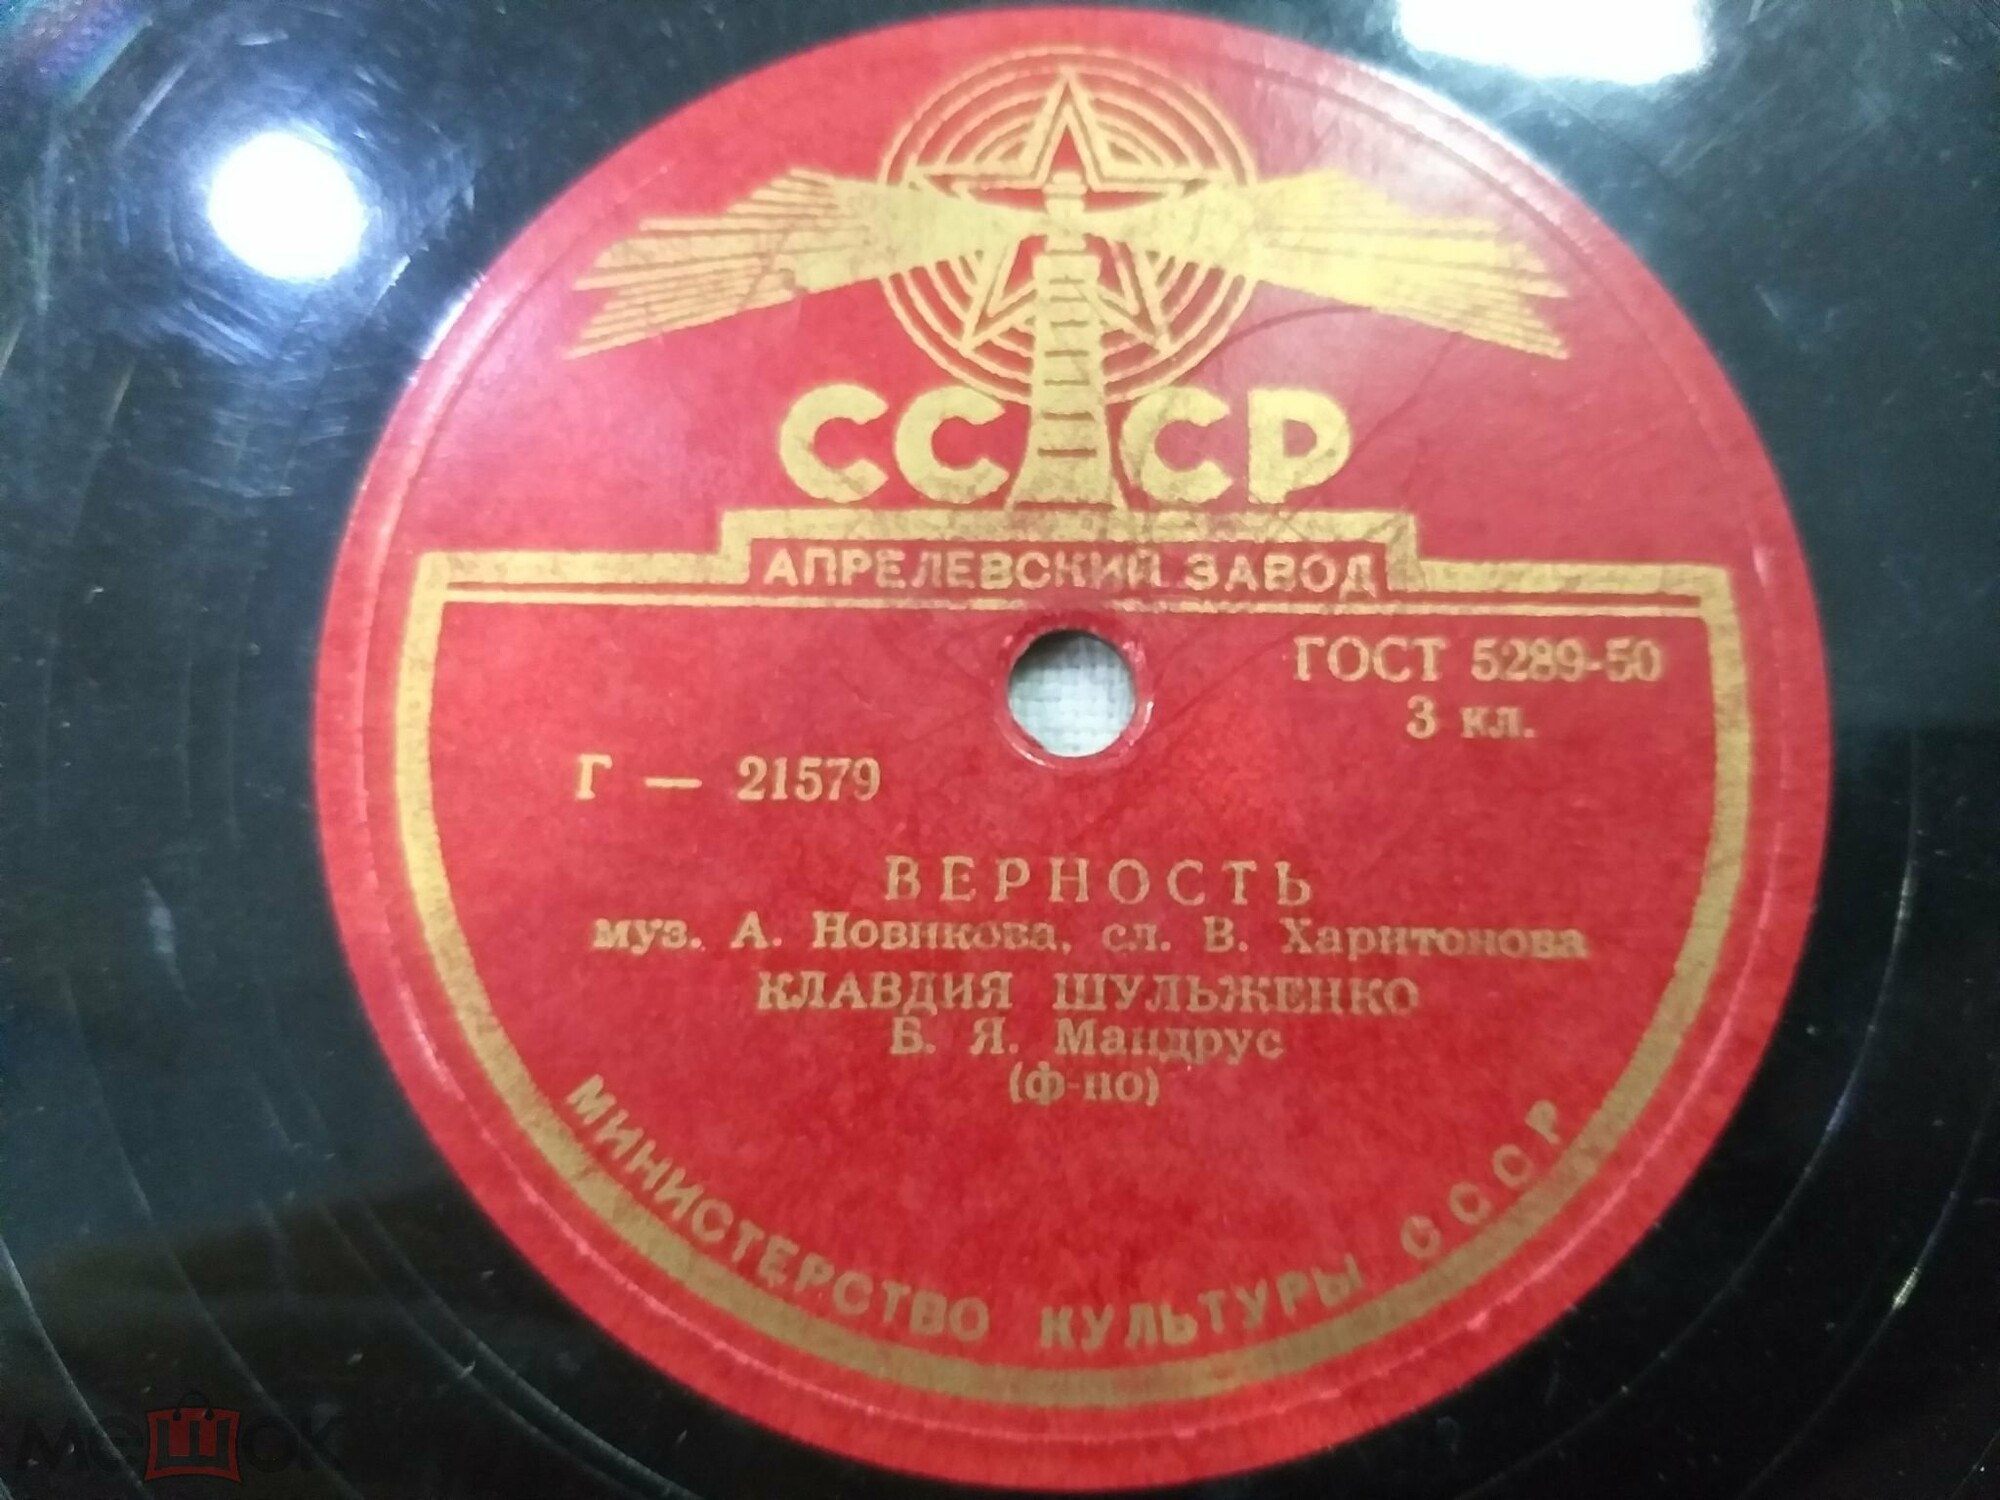 СССР
АПРЕЛЕВСКИЙ ЗАВОД
ГОСТ 5289-50
3 кл.
Г — 21579
ВЕРНОСТЬ
муз. А. Новикова, сл. В. Харитонова
КЛАВДИЯ ШУЛЬЖЕНКО
Б. Я. Мандрус
(ф-но)
МИНИСТЕРСТВО КУЛЬТУРЫ СССР
мешок